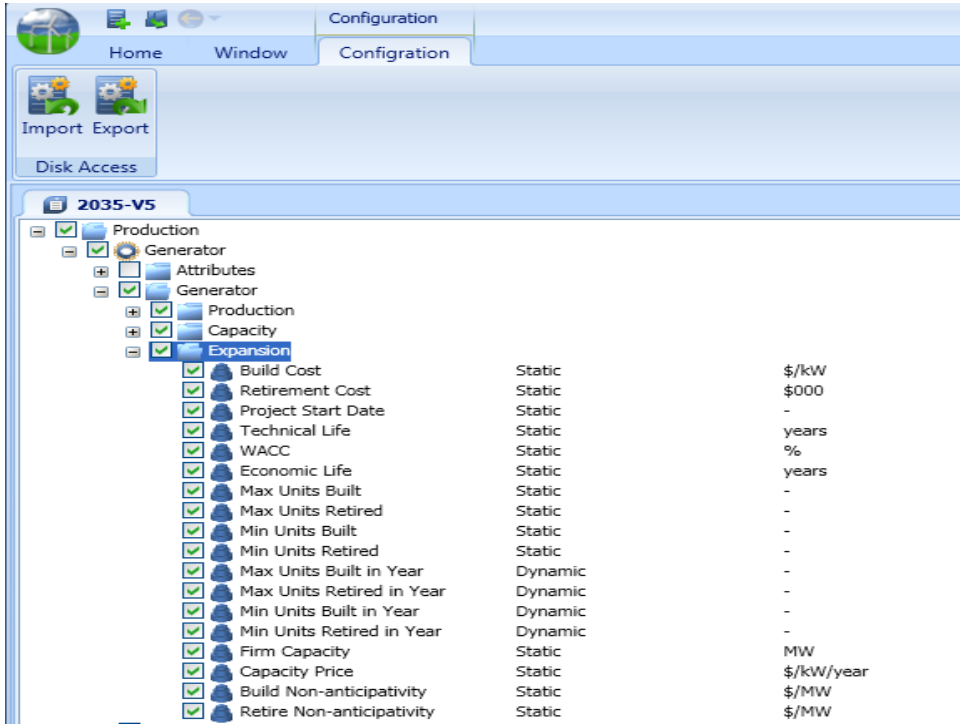 Configuration
Home Window Configration
Import Export
Disk Access
2035-V5
Production
Generator
Attributes
Generator
Production
Capacity
Expansion
Build Cost Static $/kW
Retirement Cost Static $000
Project Start Date Static -
Technical Life Static years
WACC Static %
Economic Life Static years
Max Units Built Static -
Max Units Retired Static -
Min Units Built Static -
Min Units Retired Static -
Max Units Built in Year Dynamic -
Max Units Retired in Year Dynamic -
Min Units Built in Year Dynamic -
Min Units Retired in Year Dynamic -
Firm Capacity Static MW
Capacity Price Static $/kW/year
Build Non-anticipativity Static $/MW
Retire Non-anticipativity Static $/MW